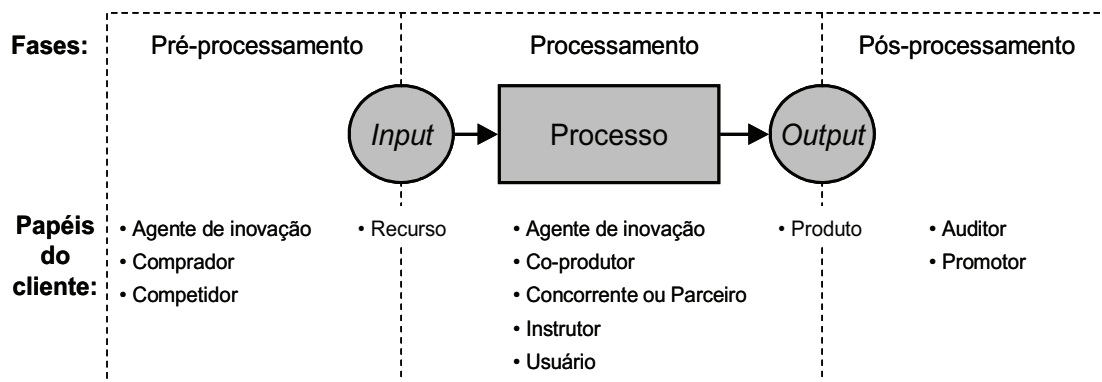 Fases:
Pré-processamento
Processamento
Pós-processamento
Input
Processo
Output
Papéis
do
cliente:
• Agente de inovação
• Comprador
• Competidor
• Recurso
• Agente de inovação
• Co-produtor
• Concorrente ou Parceiro
• Instrutor
• Usuário
• Produto
• Auditor
• Promotor